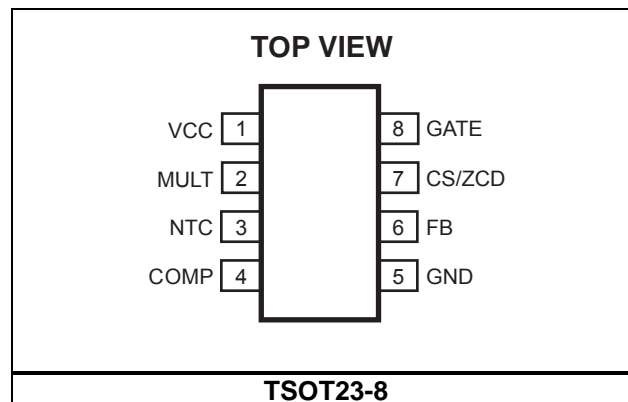 TOP VIEW
VCC 1 8 GATE
MULT 2 7 CS/ZCD
NTC 3 6 FB
COMP 4 5 GND
TSOT23-8